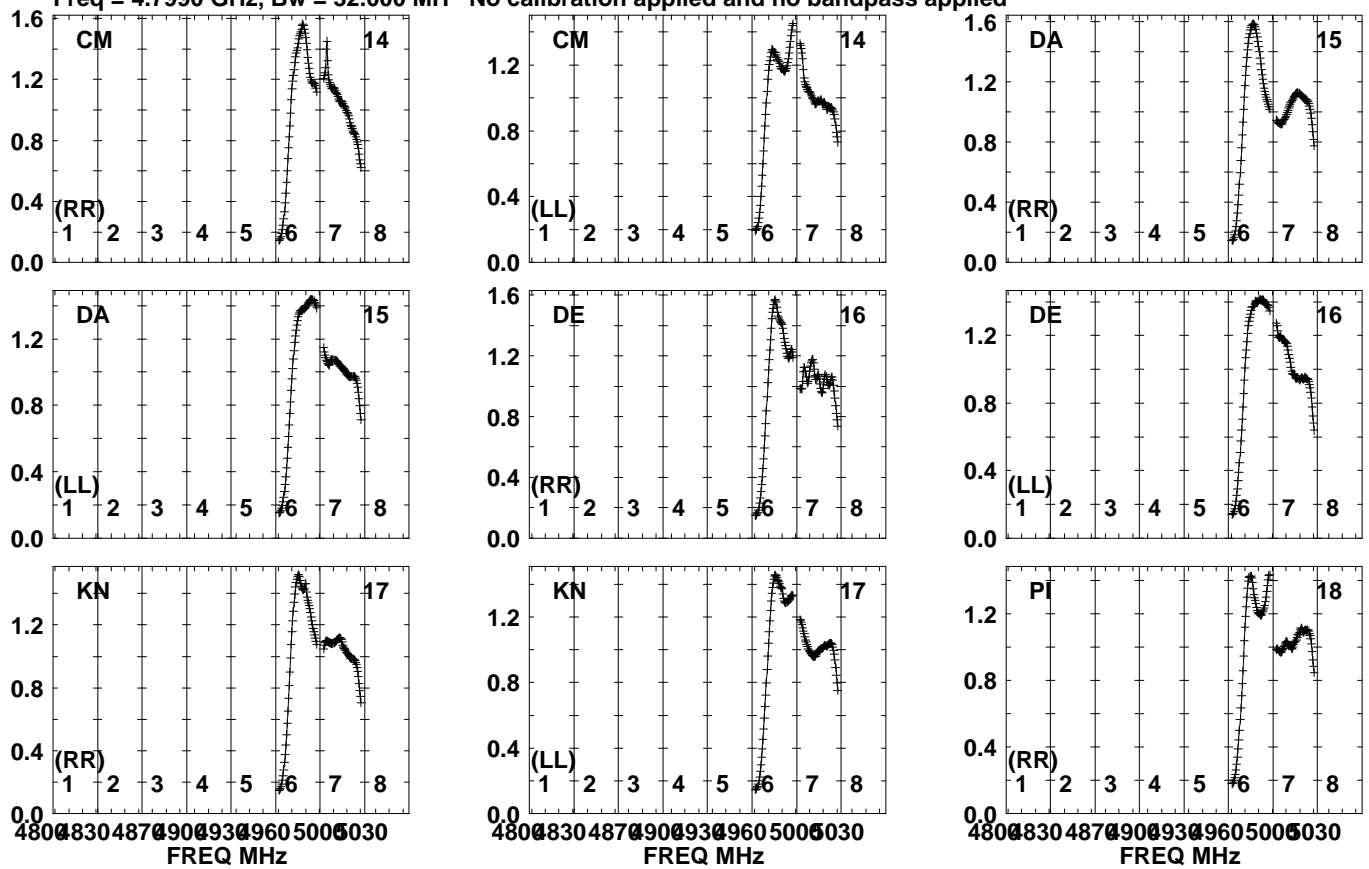 Freq = 4.7990 GHz, Bw = 32.000 MH No calibration applied and no bandpass applied
1.6 CM 14 CM 14 1.6 DA 15
1.2 1.2 1.2
0.8 0.8 0.8
0.4 0.4 0.4
(RR) (LL) (RR)
1 2 3 4 5 6 7 8 1 2 3 4 5 6 7 8 1 2 3 4 5 6 7 8
0.0 0.0 0.0
DA 15 1.6 DE 16 DE 16
1.2 1.2 1.2
0.8 0.8 0.8
0.4 0.4 0.4
(LL) (RR) (LL)
1 2 3 4 5 6 7 8 1 2 3 4 5 6 7 8 1 2 3 4 5 6 7 8
0.0 0.0 0.0
KN 17 KN 17 PI 18
1.2 1.2 1.2
0.8 0.8 0.8
0.4 0.4 0.4
(RR) (LL) (RR)
1 2 3 4 5 6 7 8 1 2 3 4 5 6 7 8 1 2 3 4 5 6 7 8
0.0 0.0 0.0
4800 4830 4870 4900 4930 4960 5000 5030 4800 4830 4870 4900 4930 4960 5000 5030 4800 4830 4870 4900 4930 4960 5000 5030
FREQ MHz FREQ MHz FREQ MHz